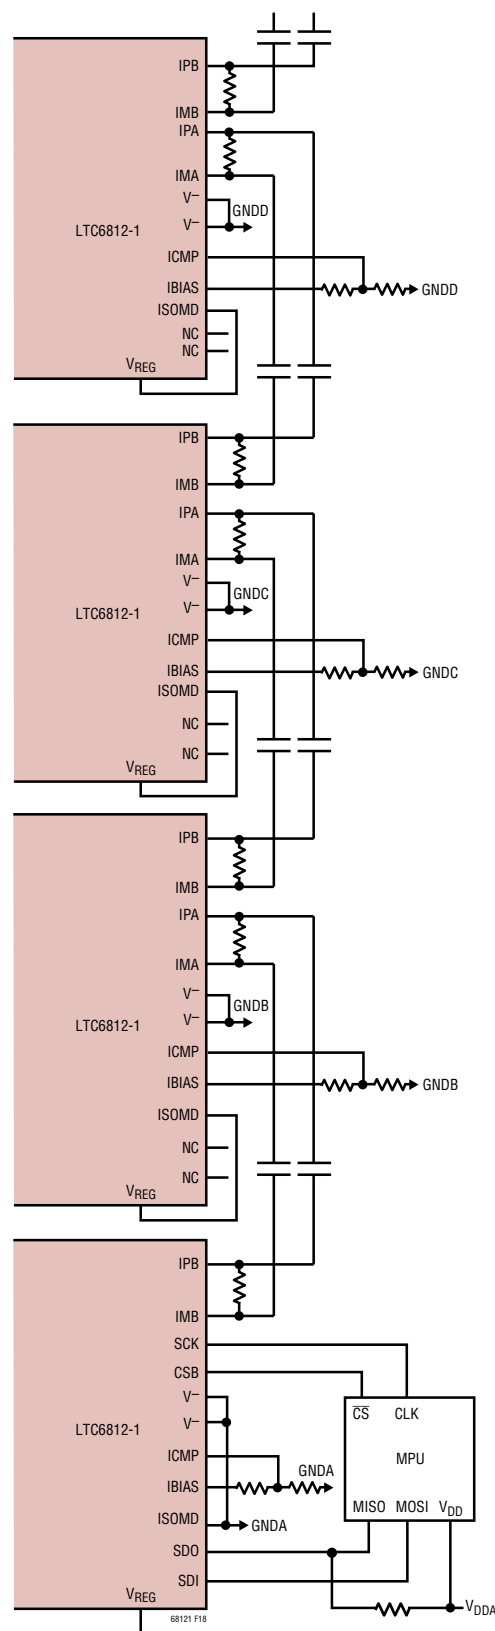 IPB
IMB
IPA
IMA
V–
GNDD
V–
LTC6812-1
ICMP
IBIAS
GNDD
ISOMD
NC
NC
VREG
IPB
IMB
IPA
IMA
V–
GNDC
V–
LTC6812-1
ICMP
IBIAS
GNDC
ISOMD
NC
NC
VREG
IPB
IMB
IPA
IMA
V–
GNDB
V–
LTC6812-1
ICMP
IBIAS
GNDB
ISOMD
NC
NC
VREG
IPB
IMB
SCK
CSB
V–
CS CLK
V–
LTC6812-1
MPU
ICMP
GNDA
IBIAS
MISO MOSI VDD
ISOMD
GNDA
SDO
SDI
VREG
VDDA
68121 F18